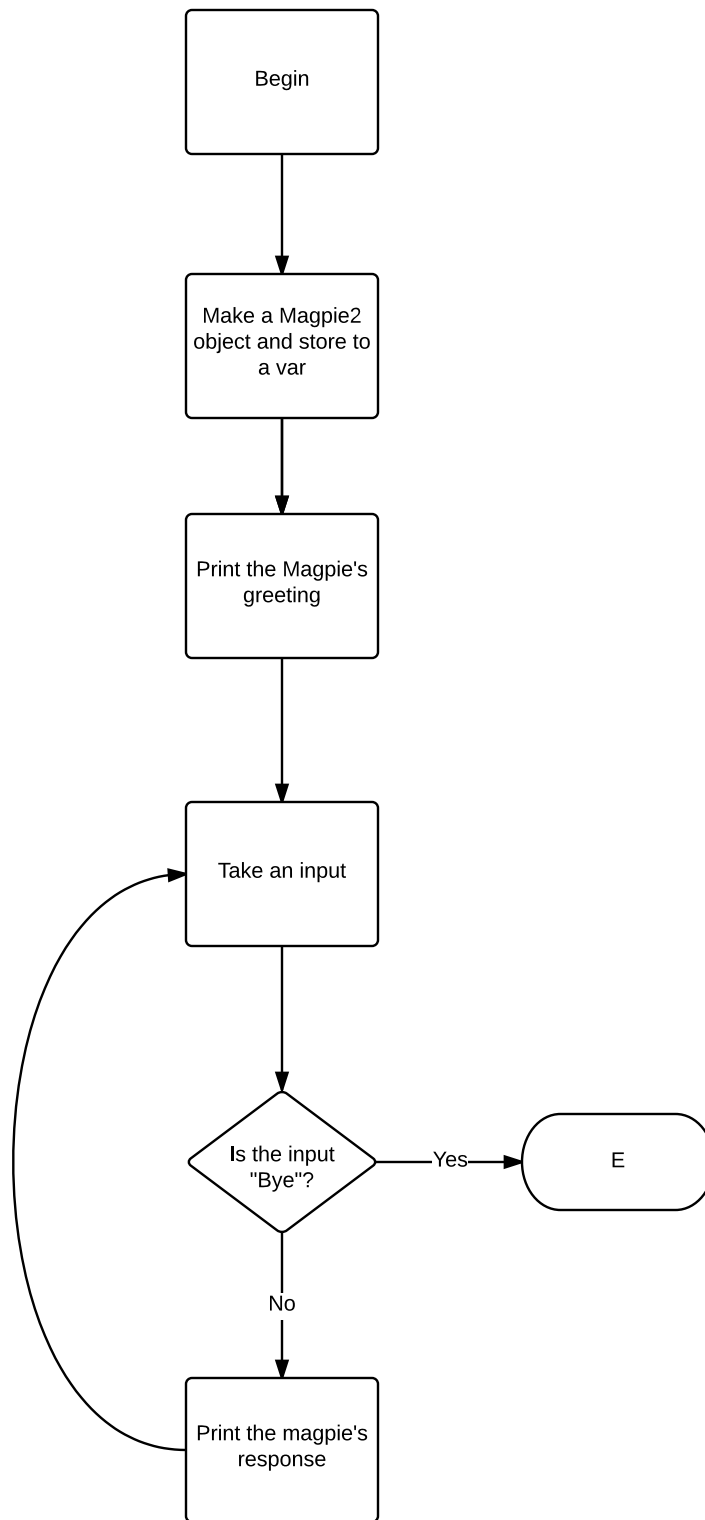 Begin
Make a Magpie2
object and store to
a var
Print the Magpie's
greeting
Take an input
Is the input
"Bye"?
Yes
E
No
Print the magpie's
response